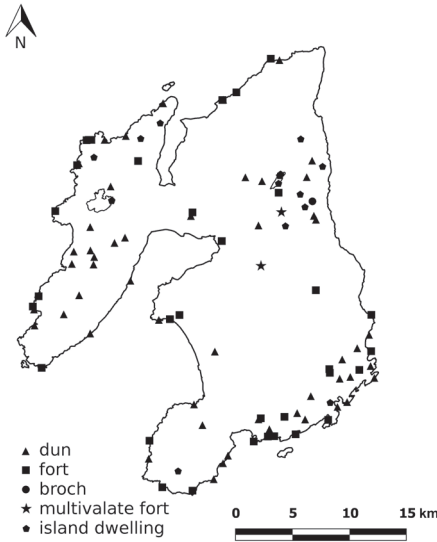 N
dun
fort
broch
multivalate fort
island dwelling
0 5 10 15 km